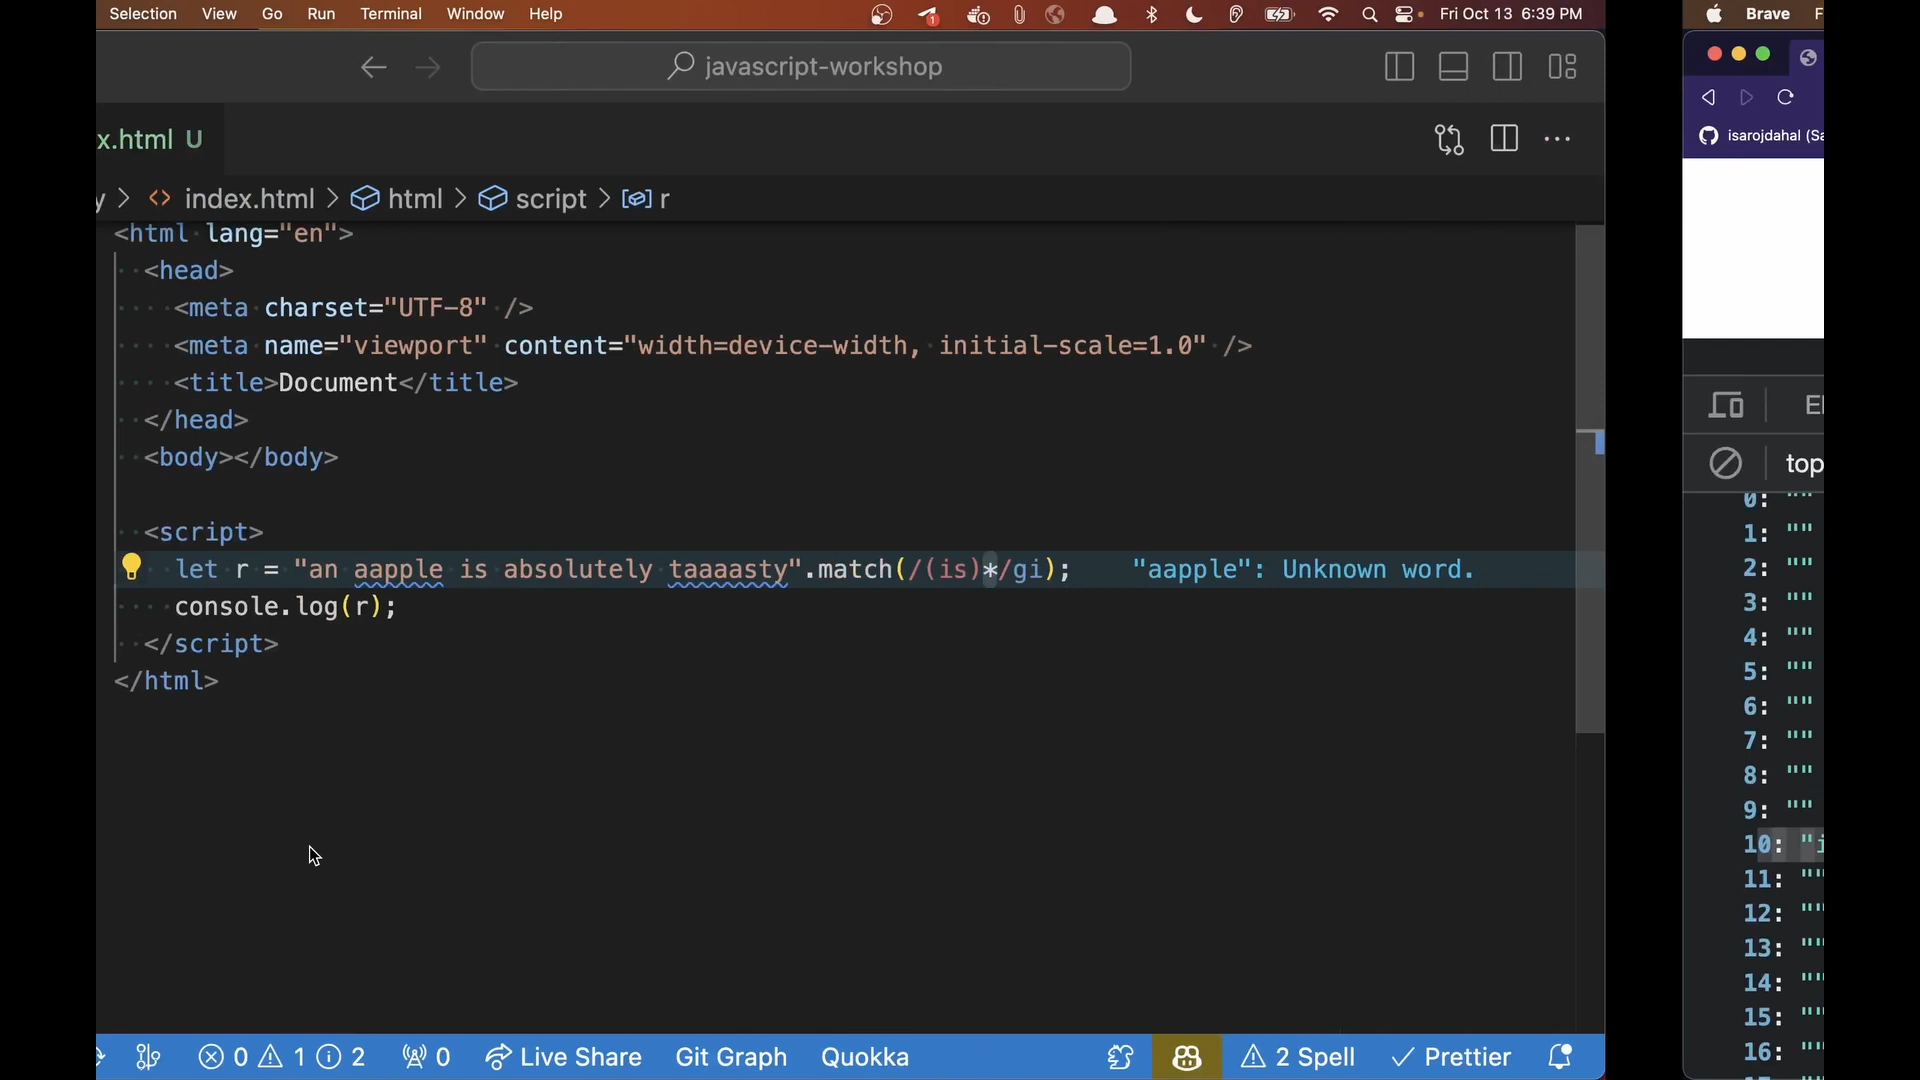 Selection View Go Run Terminal Window Help 1 Fri Oct 13 6:39 PM
javascript-workshop
x.html U
y > index.html > html > script > r
<html lang="en">
<head>
<meta charset="UTF-8" />
<meta name="viewport" content="width=device-width, initial-scale=1.0" />
<title>Document</title>
</head>
<body></body>
<script>
let r = "an aapple is absolutely taaaasty".match(/(is)*/gi); "aapple": Unknown word.
console.log(r);
</script>
</html>
0 1 2 0 Live Share Git Graph Quokka 2 Spell Prettier
Brave F
isarojdahal (Sa
El
top
0: ""
1: ""
2: ""
3: ""
4: ""
5: ""
6: ""
7: ""
8: ""
9: ""
10: "i
11: ""
12: ""
13: ""
14: ""
15: ""
16: ""